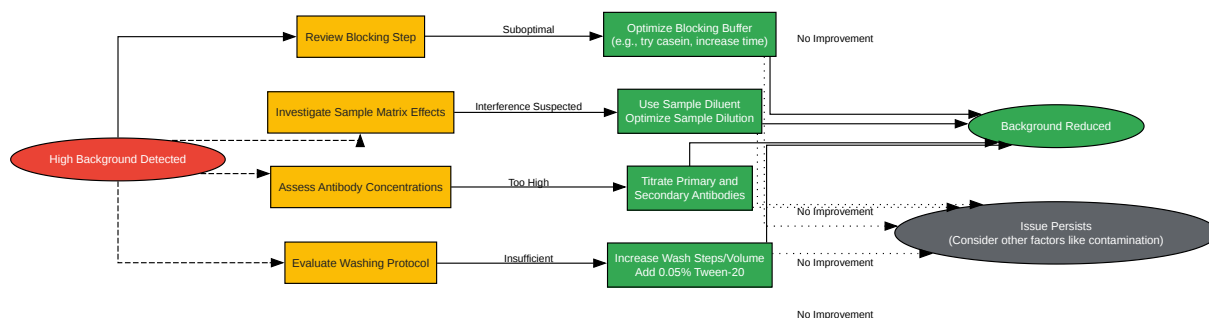 Review Blocking Step
Suboptimal
Optimize Blocking Buffer
(e.g., try casein, increase time)
No Improvement
Investigate Sample Matrix Effects
Interference Suspected
Use Sample Diluent
Optimize Sample Dilution
Background Reduced
High Background Detected
Assess Antibody Concentrations
Too High
Titrate Primary and
Secondary Antibodies
No Improvement
Issue Persists
(Consider other factors like contamination)
Evaluate Washing Protocol
Insufficient
Increase Wash Steps/Volume
Add 0.05% Tween-20
No Improvement
No Improvement